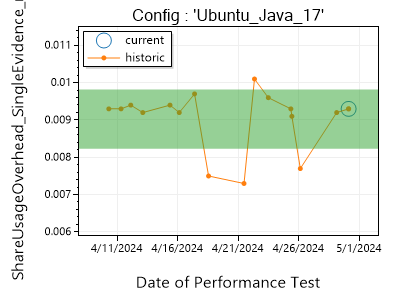 Config : 'Ubuntu_Java_17'
ShareUsageOverhead_SingleEvidence_
current
historic
0.011
0.01
0.009
0.008
0.007
0.006
4/11/2024
4/16/2024
4/21/2024
4/26/2024
5/1/2024
Date of Performance Test